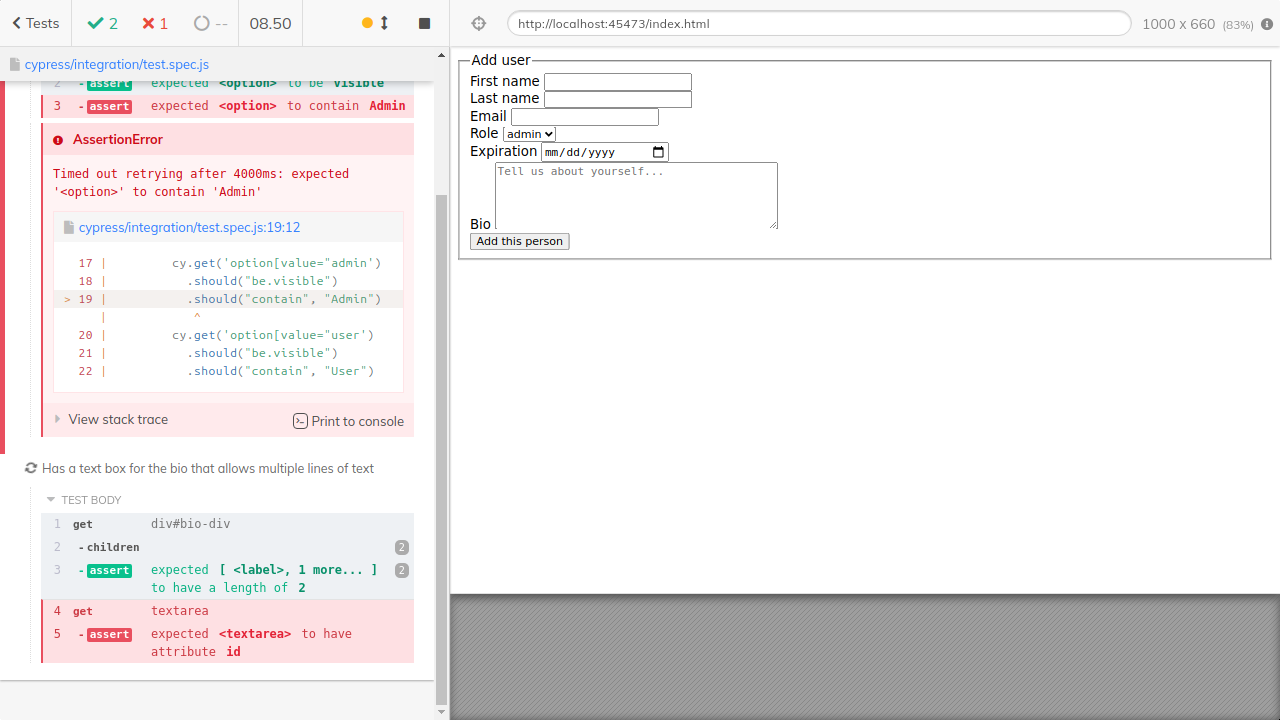 Tests 2 1 -- 08.50
cypress/integration/test.spec.js
2 -assert expected <option> to be visible
3 -assert expected <option> to contain Admin
AssertionError
Timed out retrying after 4000ms: expected
'<option>' to contain 'Admin'
cypress/integration/test.spec.js:19:12
17 | cy.get('option[value="admin')
18 | .should("be.visible")
> 19 | .should("contain", "Admin")
| ^
20 | cy.get('option[value="user')
21 | .should("be.visible")
22 | .should("contain", "User")
View stack trace Print to console
Has a text box for the bio that allows multiple lines of text
TEST BODY
1 get div#bio-div
2 -children 2
3 -assert expected [ <label>, 1 more... ] 2
to have a length of 2
4 get textarea
5 -assert expected <textarea> to have
attribute id
http://localhost:45473/index.html 1000 x 660 (83%)
Add user
First name
Last name
Email
Role admin
Expiration mm/dd/yyyy
Tell us about yourself...
Bio
Add this person